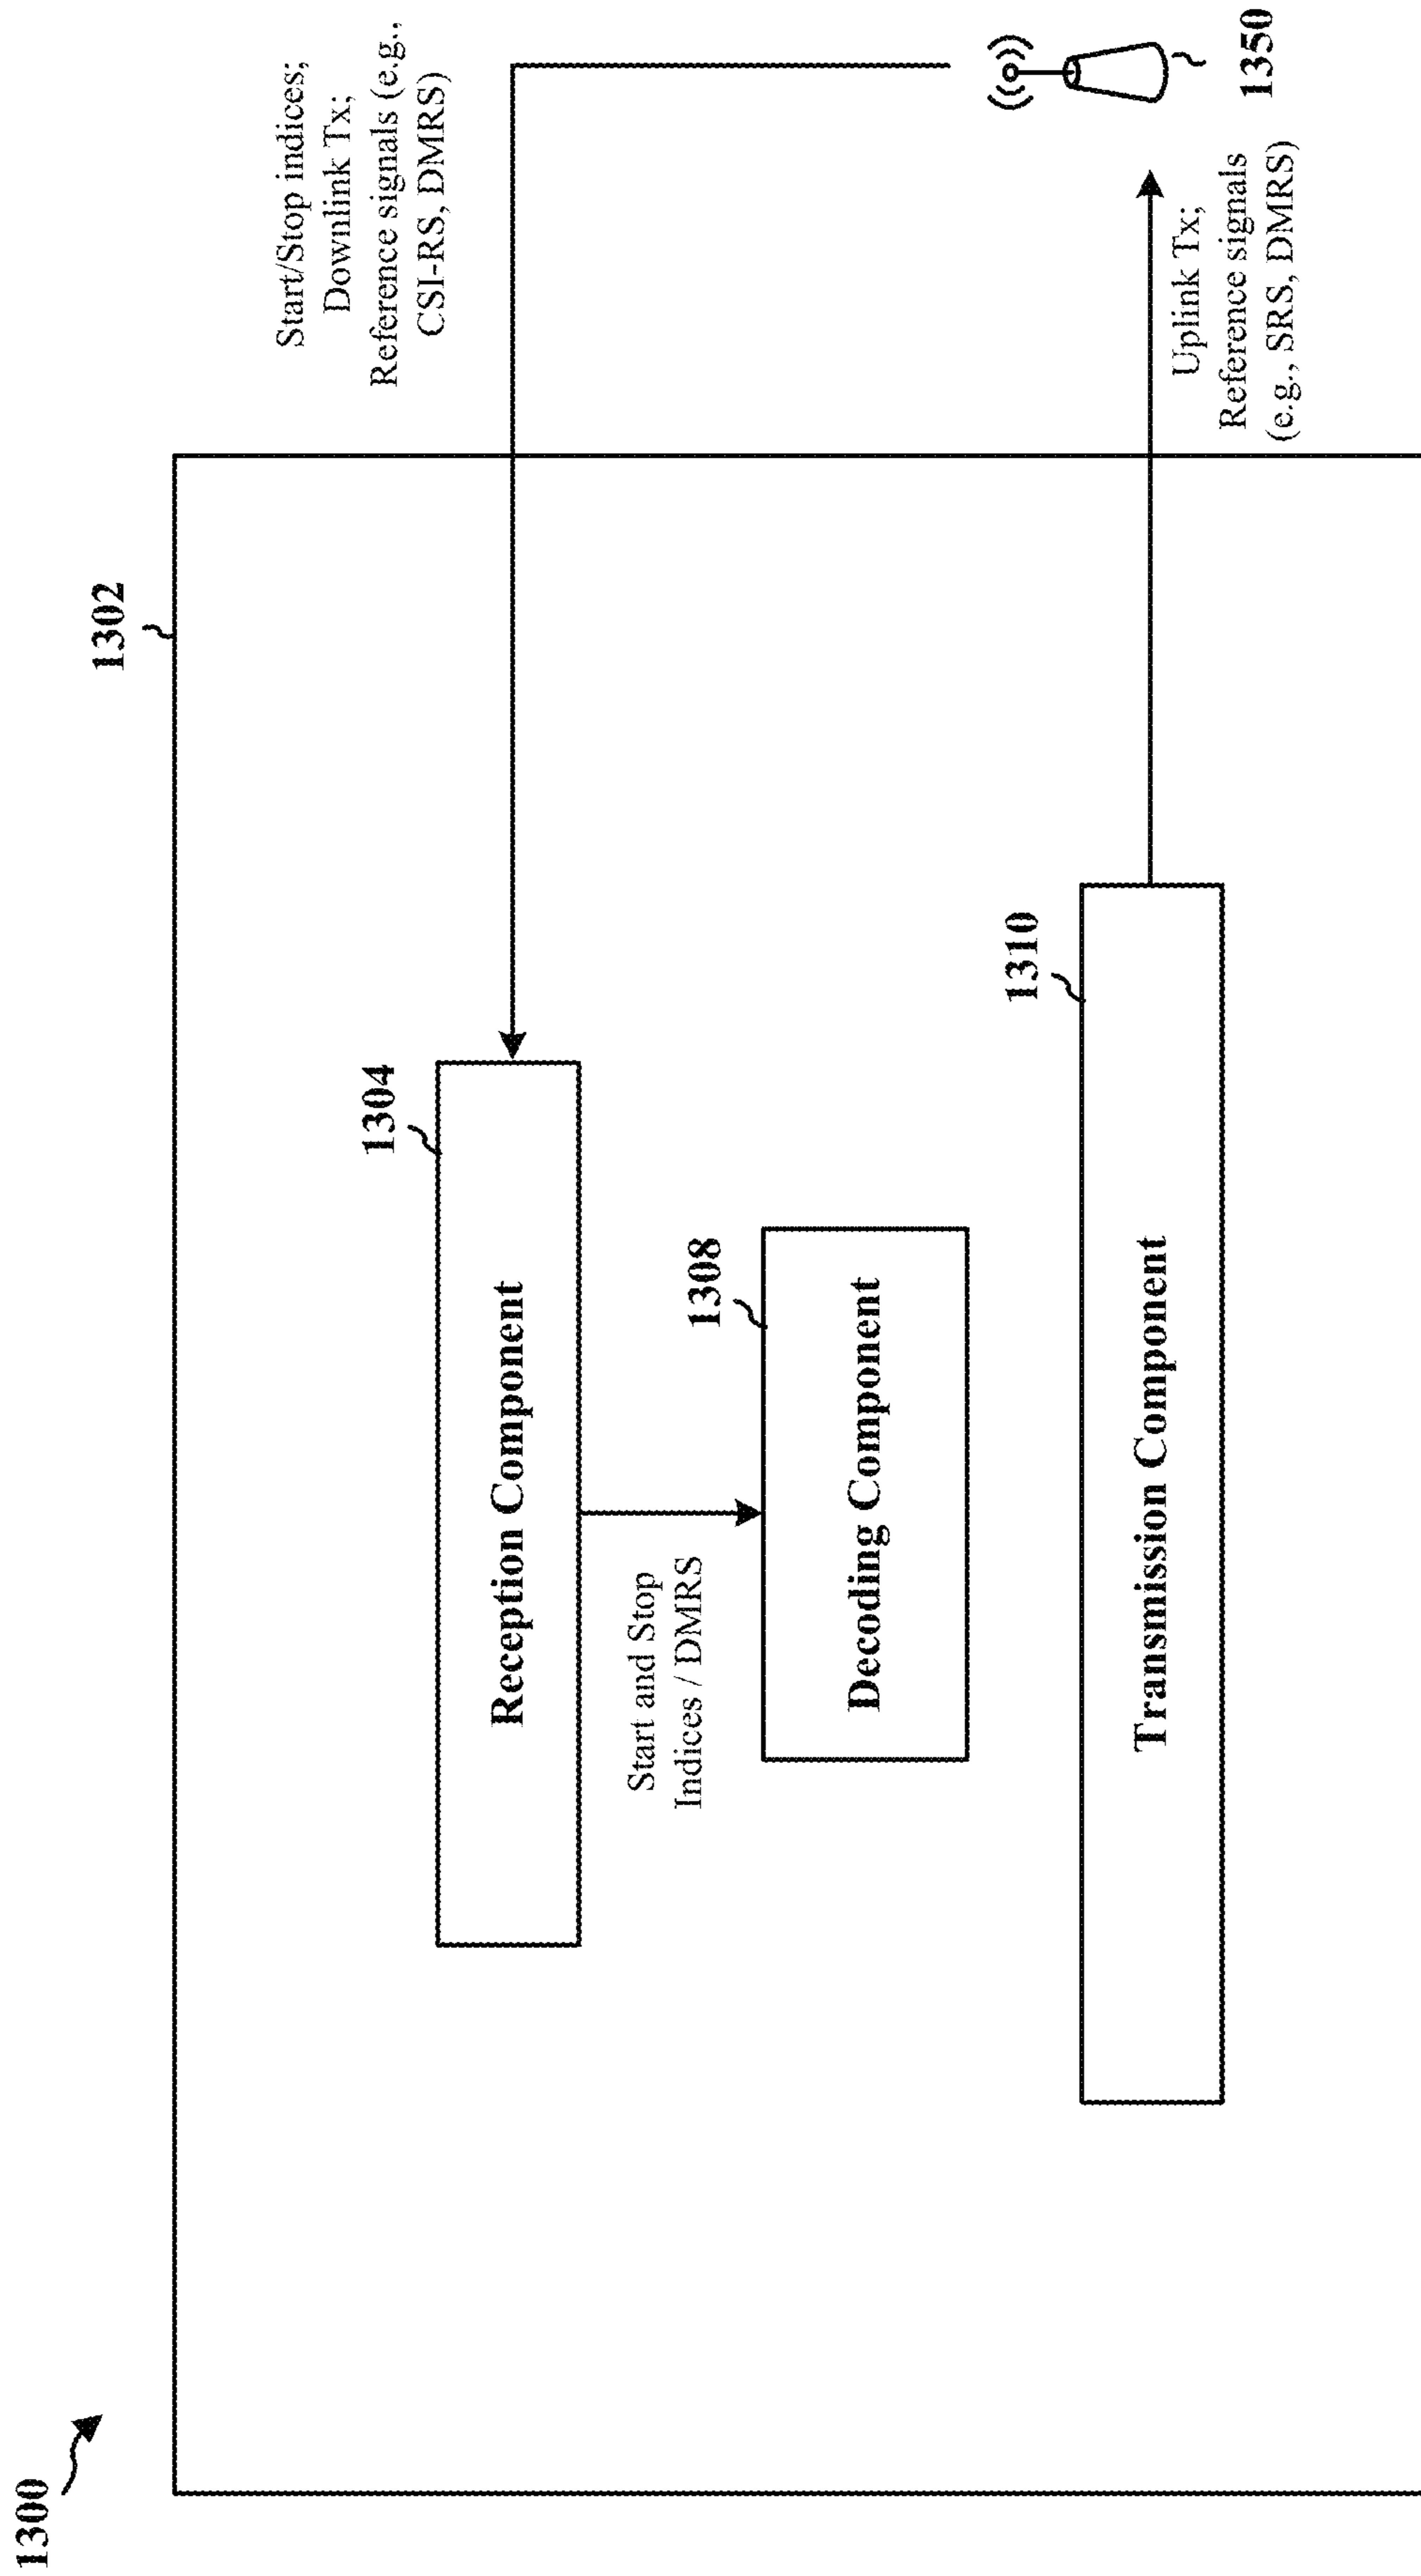 1300
1302
Start/Stop indices;
Downlink Tx;
Reference signals (e.g.,
CSI-RS, DMRS)
1304
Reception Component
Start and Stop
Indices / DMRS
1308
Decoding Component
1310
Transmission Component
Uplink Tx;
Reference signals
(e.g., SRS, DMRS)
1350